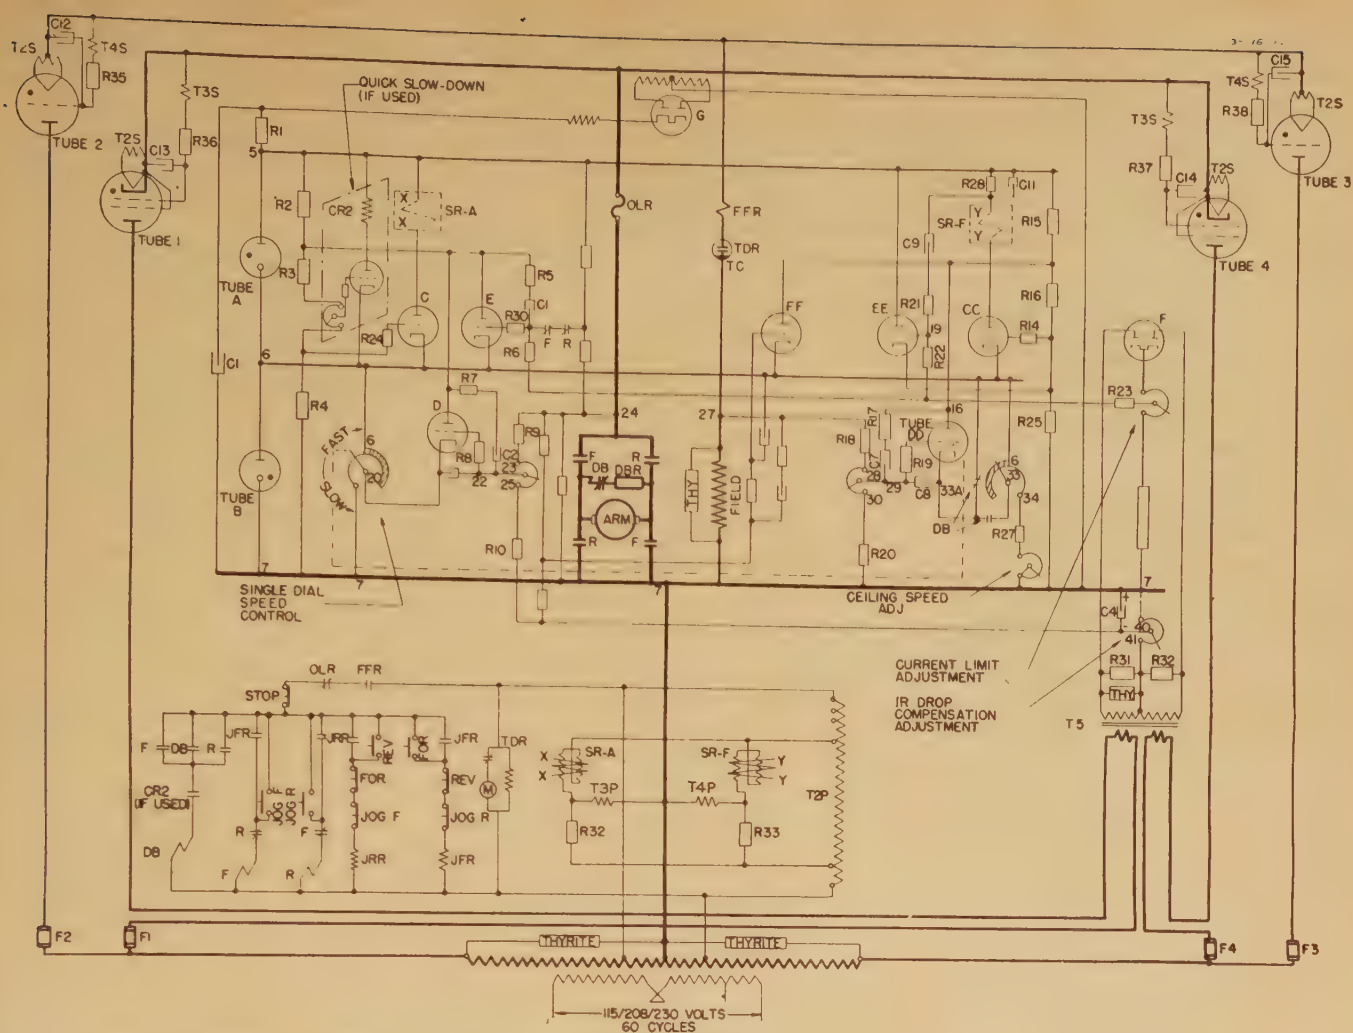 C12
T2S
T4S
R35
TUBE 2
T3S
R36
T2S
C13
TUBE 1
QUICK SLOW-DOWN
(IF USED)
G
3- 16
C15
T4S
R38
T2S
TUBE 3
T3S
R37
C14
T2S
TUBE 4
R1
5
R2
CR2
X
X
SR-A
OLR
FFR
TDR
TC
R28
C11
SR-F
Y
Y
R15
C9
R3
TUBE
A
R24
C
E
R5
C1
R30
F
R
R6
FF
EE
R21
19
R22
CC
R16
R14
F
C1
6
R4
FAST
6
20
SLOW
D
R7
R8
22
C2
23
25
R9
24
27
R18
R17
TUBE
DD
16
C7
R19
28
29
30
C8
33A
6
33
34
R25
R23
TUBE
B
F
R
DB
DBR
ARM
R
F
THY
FIELD
DB
R27
R10
R20
7
7
7
7
SINGLE DIAL
SPEED
CONTROL
CEILING SPEED
ADJ
C4
+
40
41
R31
R32
THY
T5
CURRENT LIMIT
ADJUSTMENT
IR DROP
COMPENSATION
ADJUSTMENT
OLR
FFR
STOP
F
DB
R
JFR
JRR
REV
FOR
JFR
TDR
X
X
SR-A
SR-F
Y
Y
CR2
(IF USED)
JOG F
JOG R
FOR
REV
M
T3P
T4P
T2P
JOG F
JOG R
R
F
R32
R33
DB
F
R
JRR
JFR
F2
F1
THYRITE
THYRITE
F4
F3
115/208/230 VOLTS
60 CYCLES